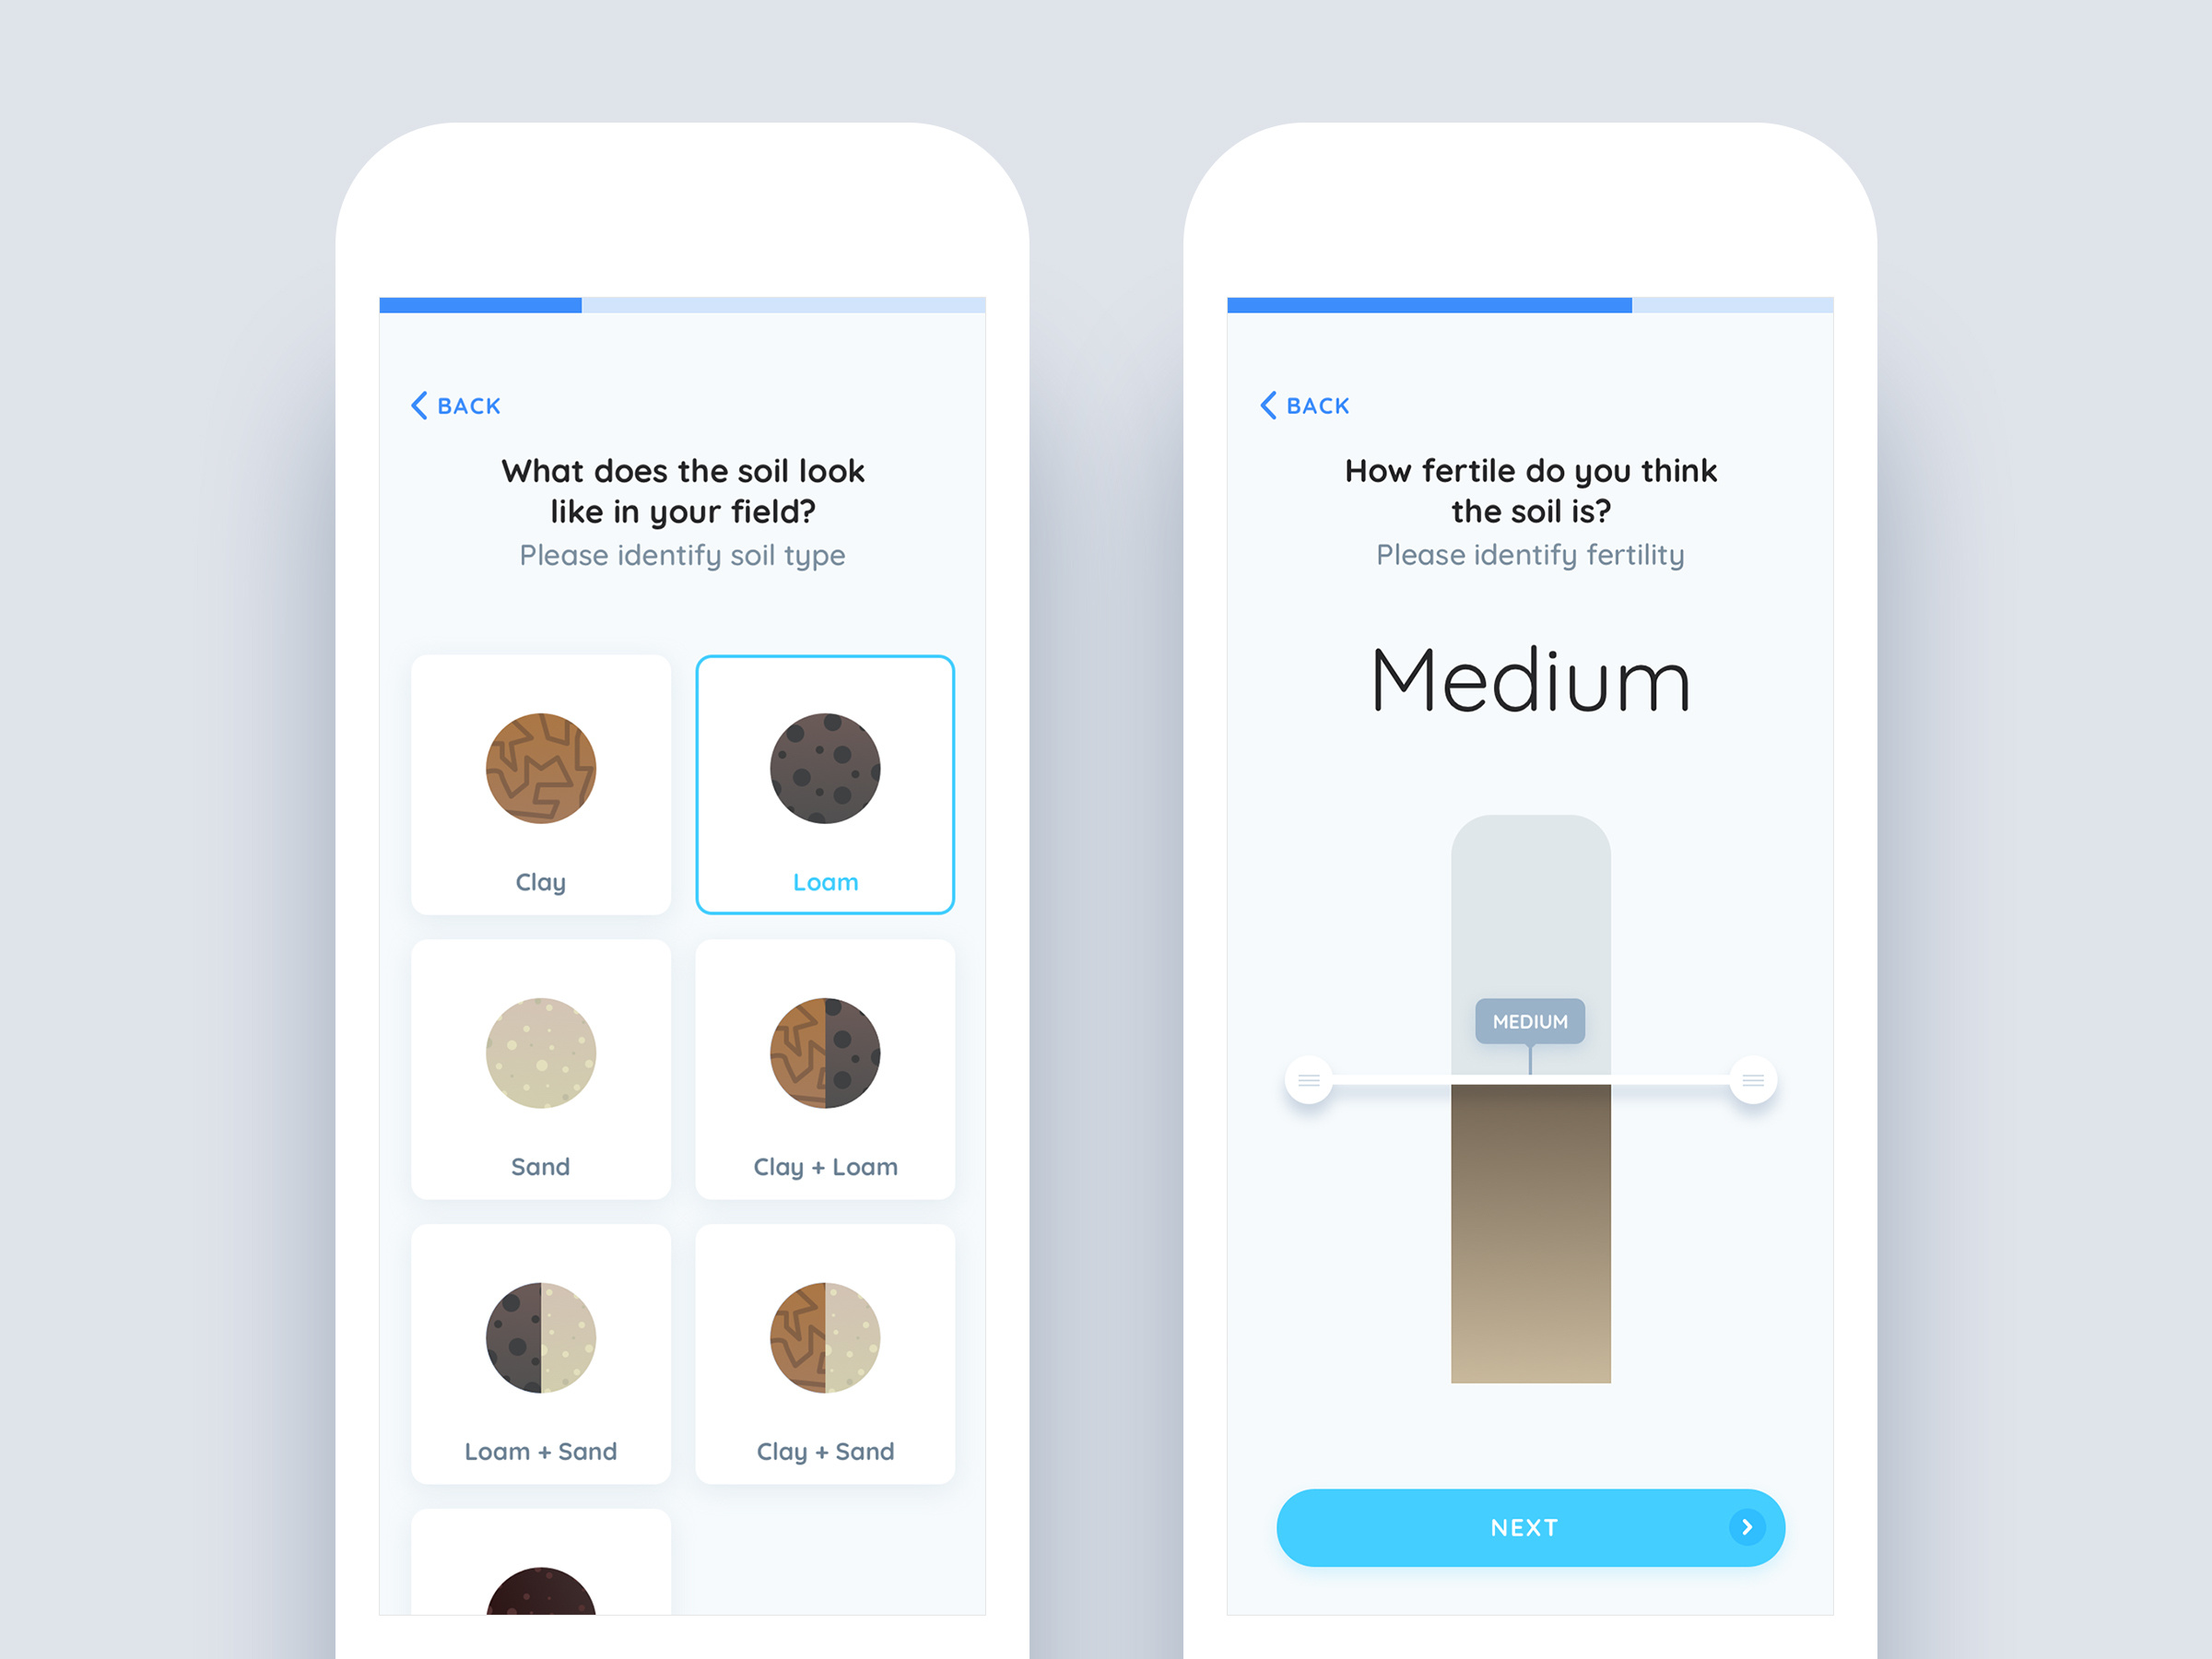 BACK
What does the soil look
like in your field?
Please identify soil type
Clay
Loam
Sand
Clay + Loam
Loam + Sand
Clay + Sand
BACK
How fertile do you think
the soil is?
Please identify fertility
Medium
MEDIUM
NEXT